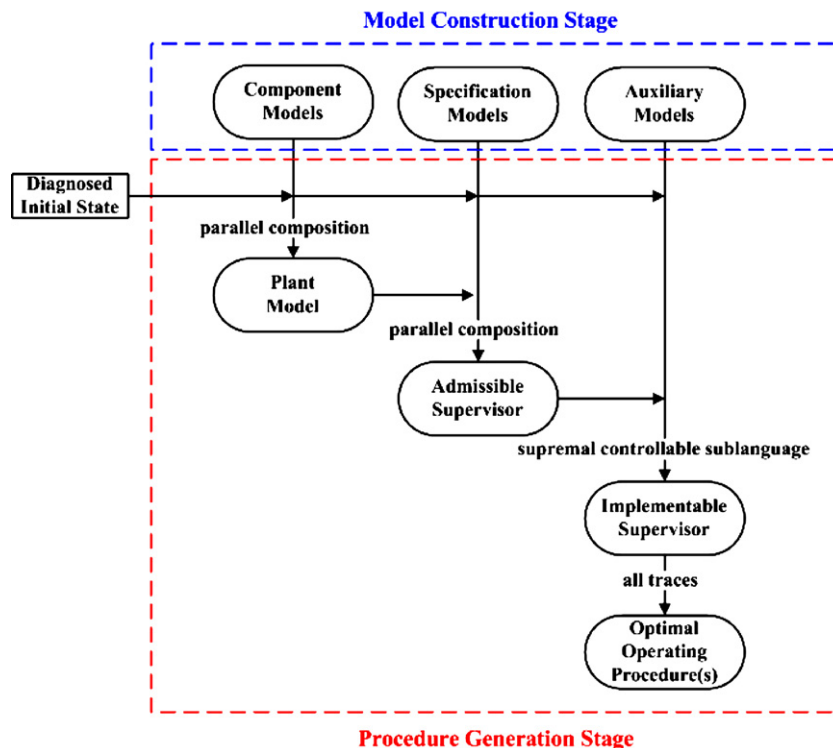 Model Construction Stage
Component
Models
Specification
Models
Auxiliary
Models
Diagnosed
Initial State
parallel composition
Plant
Model
parallel composition
Admissible
Supervisor
supremal controllable sublanguage
Implementable
Supervisor
all traces
Optimal
Operating
Procedure(s)
Procedure Generation Stage